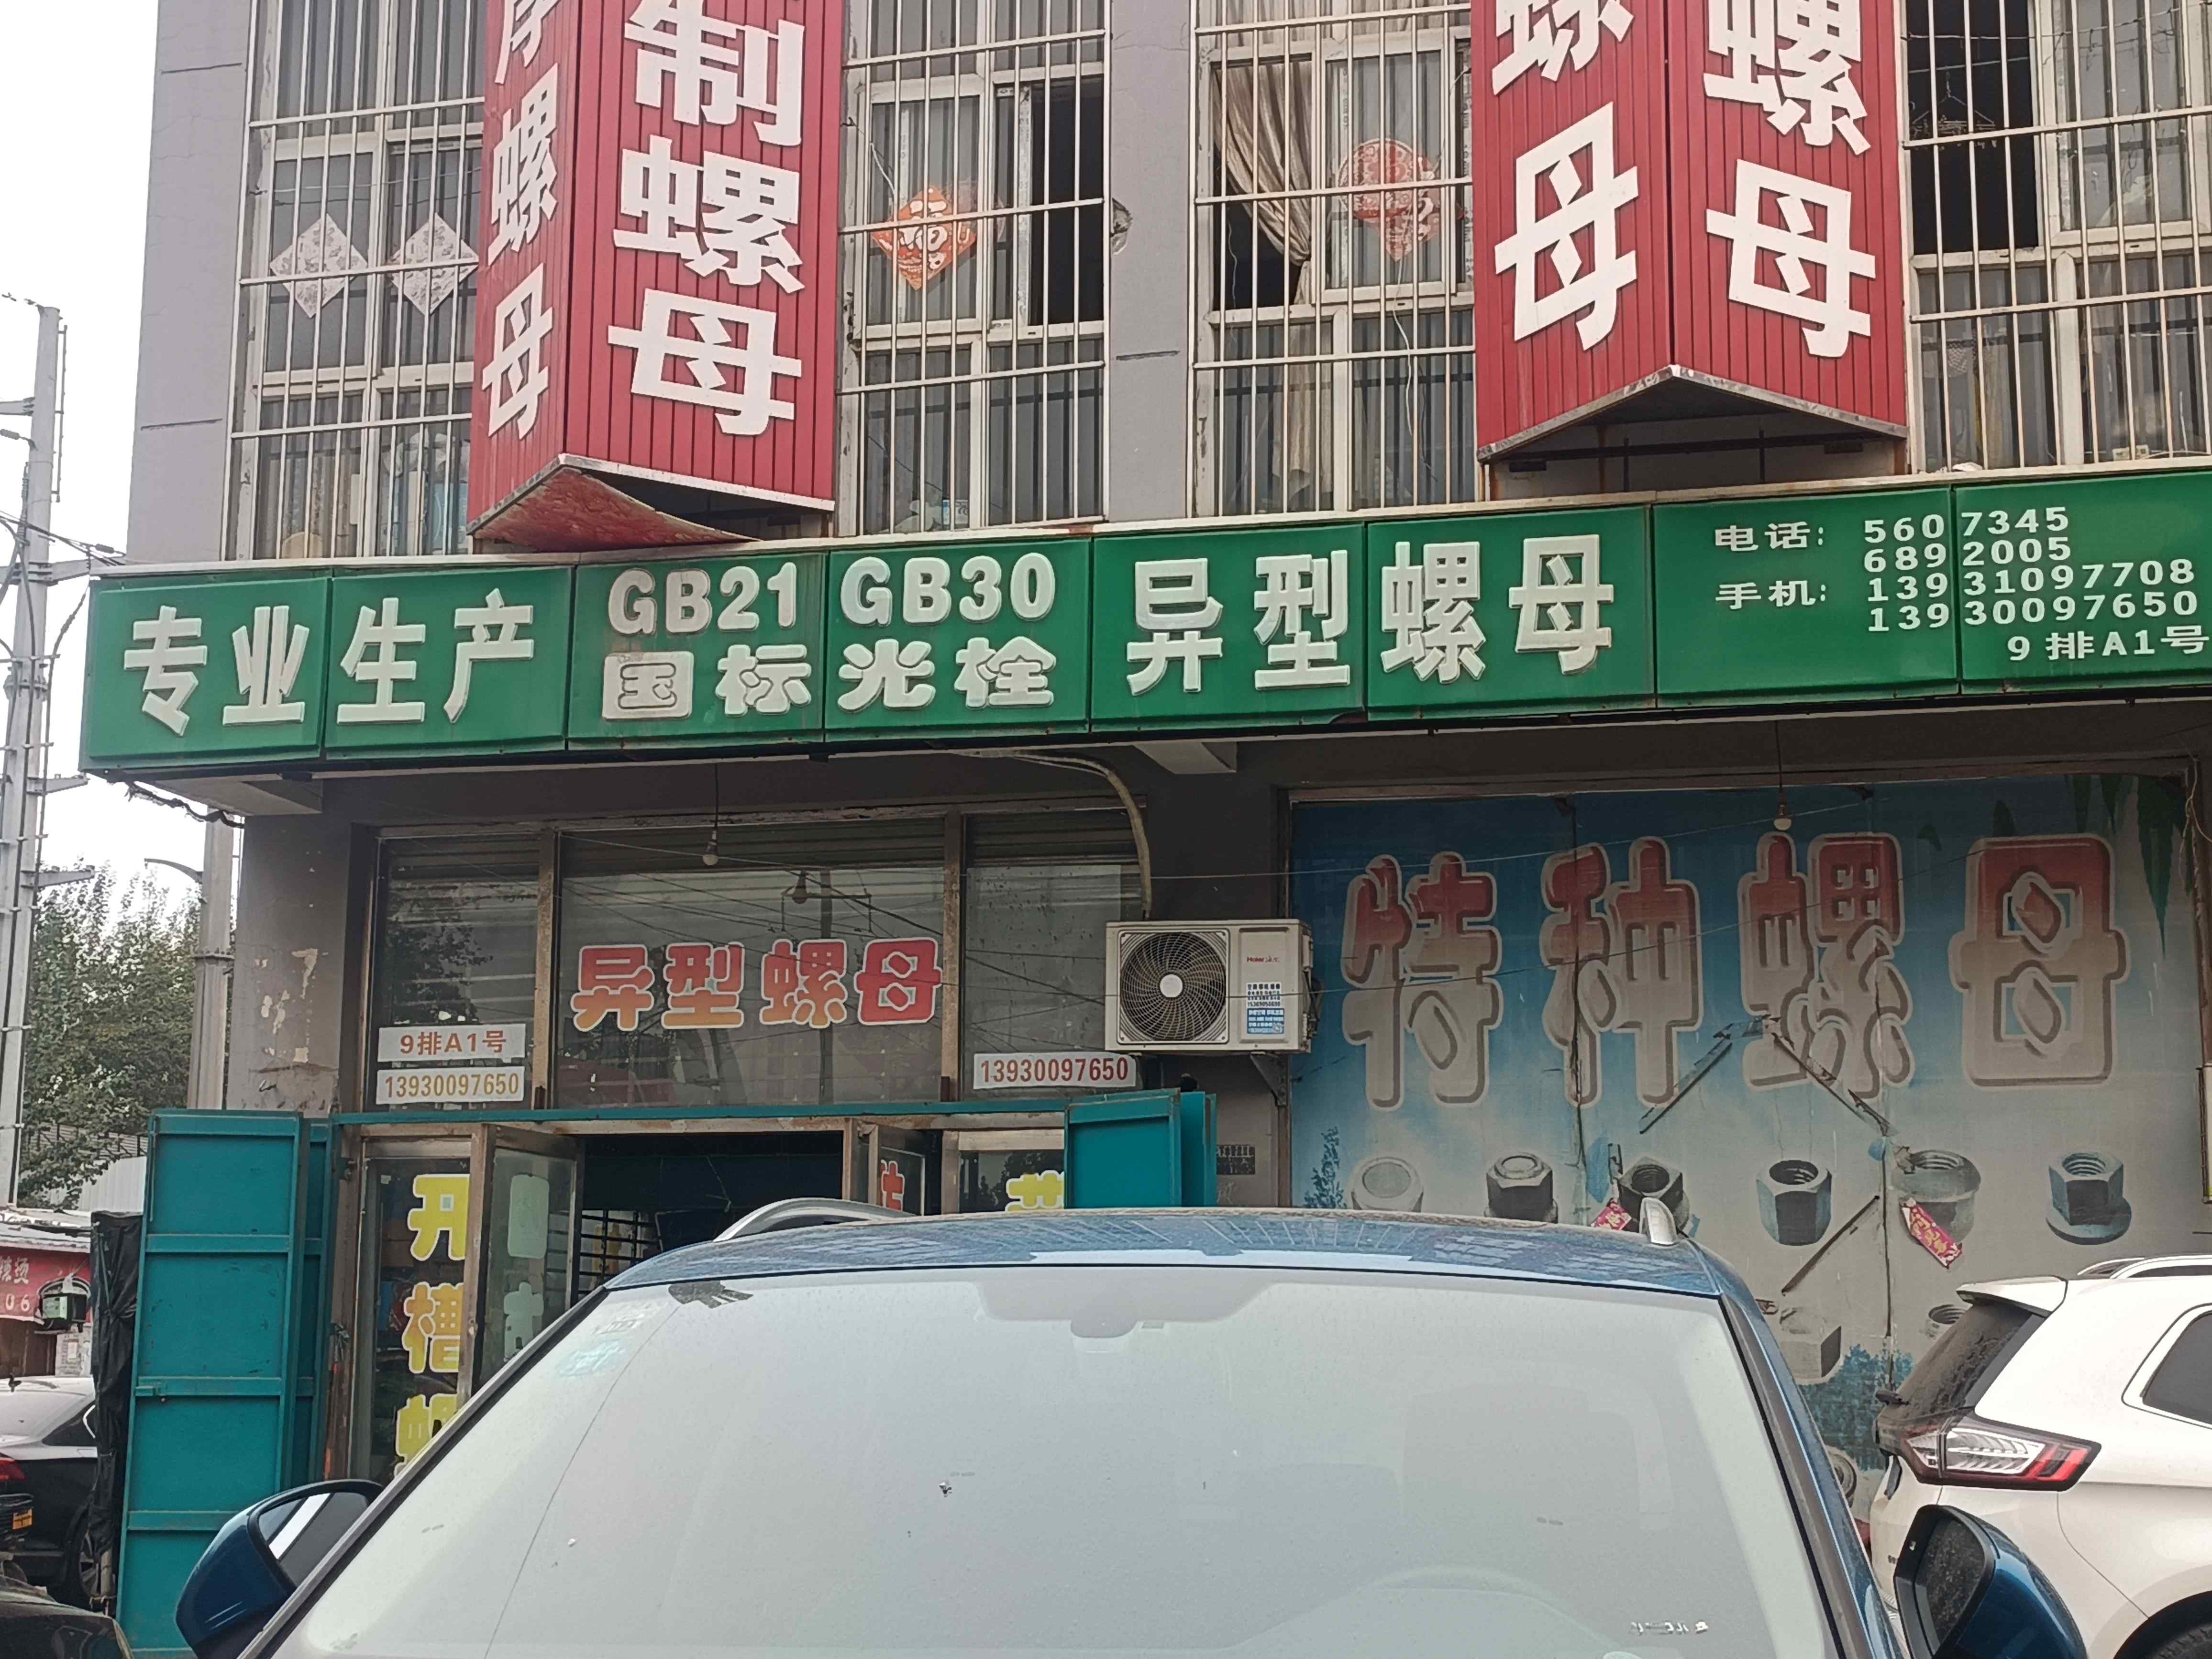 厚螺母
制螺母
螺母
螺母
专业生产
GB21 GB30
国标光栓
异型螺母
电话: 5607345
6892005
手机: 13931097708
13930097650
9排A1号
异型螺母
9排A1号
13930097650
13930097650
特种螺母
Haier
开槽螺